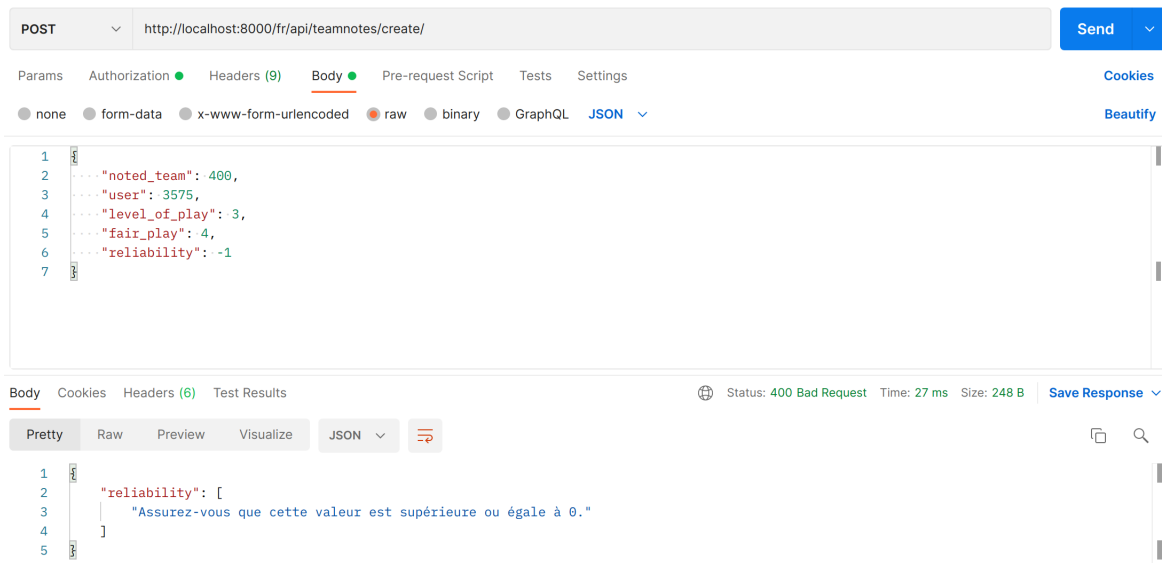 POST http://localhost:8000/fr/api/teamnotes/create/ Send
Params Authorization Headers (9) Body Pre-request Script Tests Settings Cookies
none form-data x-www-form-urlencoded raw binary GraphQL JSON Beautify
1 {
2 ····"noted_team":·400,
3 ····"user":·3575,
4 ····"level_of_play":·3,
5 ····"fair_play":·4,
6 ····"reliability":·-1
7 }
Body Cookies Headers (6) Test Results Status: 400 Bad Request Time: 27 ms Size: 248 B Save Response
Pretty Raw Preview Visualize JSON
1 {
2 "reliability": [
3 "Assurez-vous que cette valeur est supérieure ou égale à 0."
4 ]
5 }